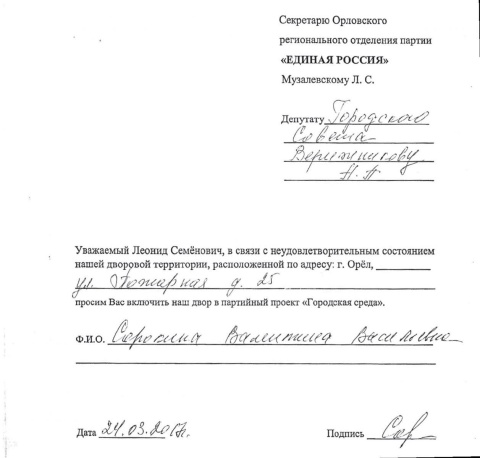 Секретарю Орловского
регионального отделения партии
«ЕДИНАЯ РОССИЯ»
Музалевскому Л. С.
Депутату Городского
Совета
Верижникову
Н.П
Уважаемый Леонид Семёнович, в связи с неудовлетворительным состоянием
нашей дворовой территории, расположенной по адресу: г. Орёл,
ул. Пожарная д. 25
просим Вас включить наш двор в партийный проект «Городская среда».
Ф.И.О. Сорокина Валентина Васильевна
Дата 24.03.2017г. Подпись Сор